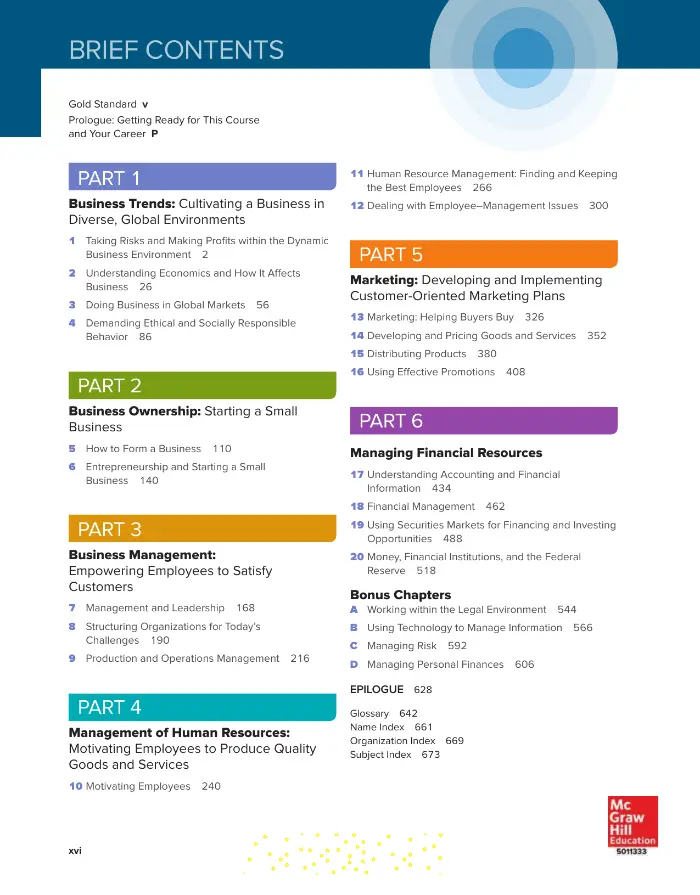 BRIEF CONTENTS
Gold Standard v
Prologue: Getting Ready for This Course
and Your Career P
PART 1
Business Trends: Cultivating a Business in
Diverse, Global Environments
1 Taking Risks and Making Profits within the Dynamic
Business Environment 2
2 Understanding Economics and How It Affects
Business 26
3 Doing Business in Global Markets 56
4 Demanding Ethical and Socially Responsible
Behavior 86
PART 2
Business Ownership: Starting a Small
Business
5 How to Form a Business 110
6 Entrepreneurship and Starting a Small
Business 140
PART 3
Business Management:
Empowering Employees to Satisfy
Customers
7 Management and Leadership 168
8 Structuring Organizations for Today's
Challenges 190
9 Production and Operations Management 216
PART 4
Management of Human Resources:
Motivating Employees to Produce Quality
Goods and Services
10 Motivating Employees 240
11 Human Resource Management: Finding and Keeping
the Best Employees 266
12 Dealing with Employee–Management Issues 300
PART 5
Marketing: Developing and Implementing
Customer-Oriented Marketing Plans
13 Marketing: Helping Buyers Buy 326
14 Developing and Pricing Goods and Services 352
15 Distributing Products 380
16 Using Effective Promotions 408
PART 6
Managing Financial Resources
17 Understanding Accounting and Financial
Information 434
18 Financial Management 462
19 Using Securities Markets for Financing and Investing
Opportunities 488
20 Money, Financial Institutions, and the Federal
Reserve 518
Bonus Chapters
A Working within the Legal Environment 544
B Using Technology to Manage Information 566
C Managing Risk 592
D Managing Personal Finances 606
EPILOGUE 628
Glossary 642
Name Index 661
Organization Index 669
Subject Index 673
xvi
Mc
Graw
Hill
Education
5011333